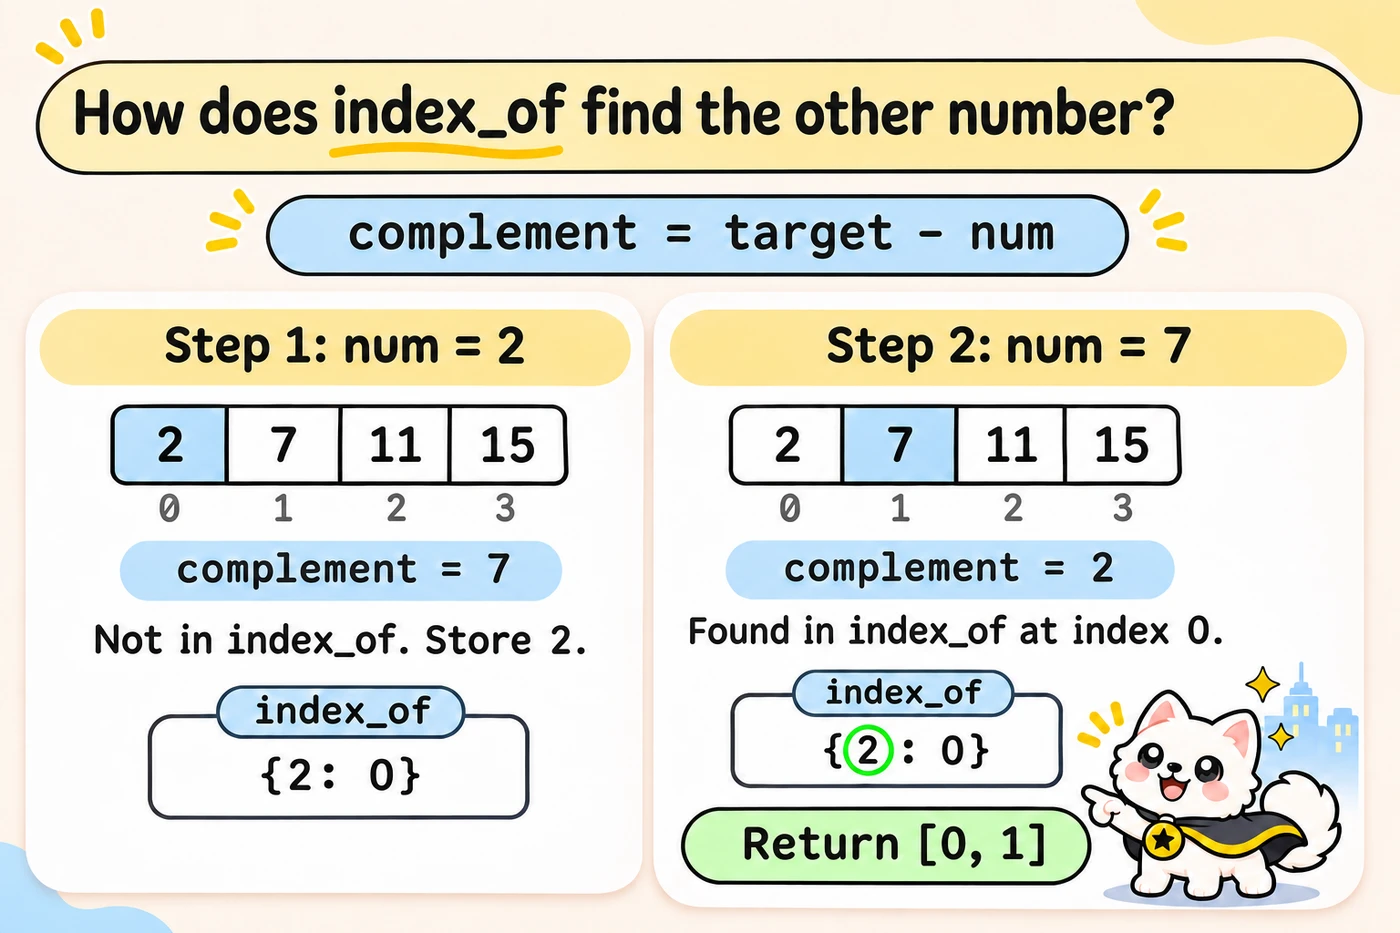 How does index_of find the other number?
complement = target - num
Step 1: num = 2
2 7 11 15
0 1 2 3
complement = 7
Not in index_of. Store 2.
index_of
{2: 0}
Step 2: num = 7
2 7 11 15
0 1 2 3
complement = 2
Found in index_of at index 0.
index_of
{2: 0}
Return [0, 1]